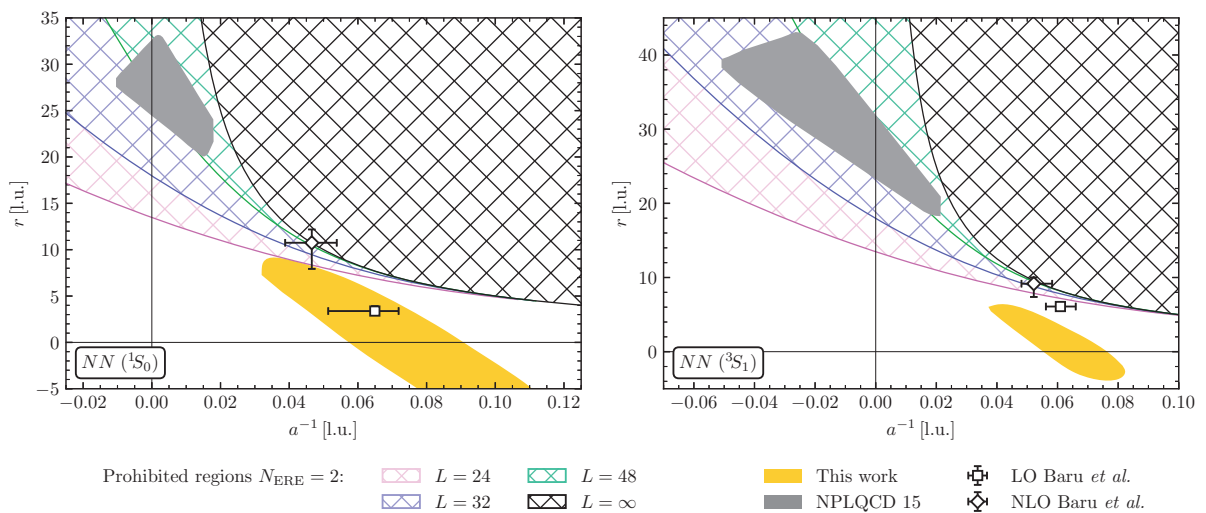 35
30
25
20
15
10
5
0
−5
r [l.u.]
NN (¹S₀)
−0.02 0.00 0.02 0.04 0.06 0.08 0.10 0.12
a⁻¹ [l.u.]
40
30
20
10
0
r [l.u.]
NN (³S₁)
−0.06 −0.04 −0.02 0.00 0.02 0.04 0.06 0.08 0.10
a⁻¹ [l.u.]
Prohibited regions N_ERE = 2:
L = 24
L = 32
L = 48
L = ∞
This work
NPLQCD 15
LO Baru et al.
NLO Baru et al.